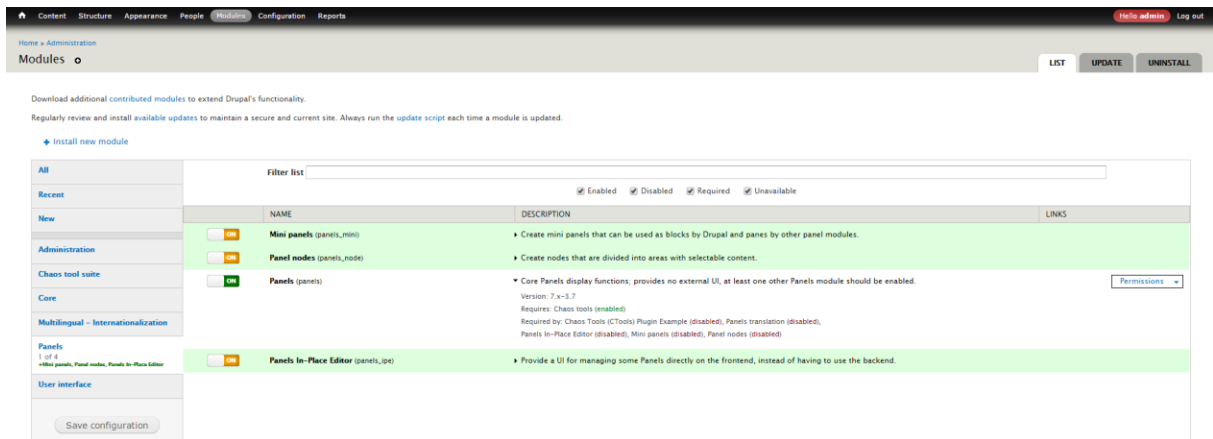 Content Structure Appearance People Modules Configuration Reports Hello admin Log out
Home » Administration
Modules
LIST UPDATE UNINSTALL
Download additional contributed modules to extend Drupal's functionality.
Regularly review and install available updates to maintain a secure and current site. Always run the update script each time a module is updated.
Install new module
All
Recent
New
Administration
Chaos tool suite
Core
Multilingual - Internationalization
Panels
1 of 4
+Mini panels, Panel nodes, Panels In-Place Editor
User interface
Save configuration
Filter list
Enabled Disabled Required Unavailable
NAME DESCRIPTION LINKS
ON Mini panels (panels_mini) Create mini panels that can be used as blocks by Drupal and panes by other panel modules.
ON Panel nodes (panels_node) Create nodes that are divided into areas with selectable content.
ON Panels (panels) Core Panels display functions; provides no external UI, at least one other Panels module should be enabled. Permissions
Version: 7.x-3.7
Requires: Chaos tools (enabled)
Required by: Chaos Tools (CTools) Plugin Example (disabled), Panels translation (disabled),
Panels In-Place Editor (disabled), Mini panels (disabled), Panel nodes (disabled)
ON Panels In-Place Editor (panels_ipe) Provide a UI for managing some Panels directly on the frontend, instead of having to use the backend.